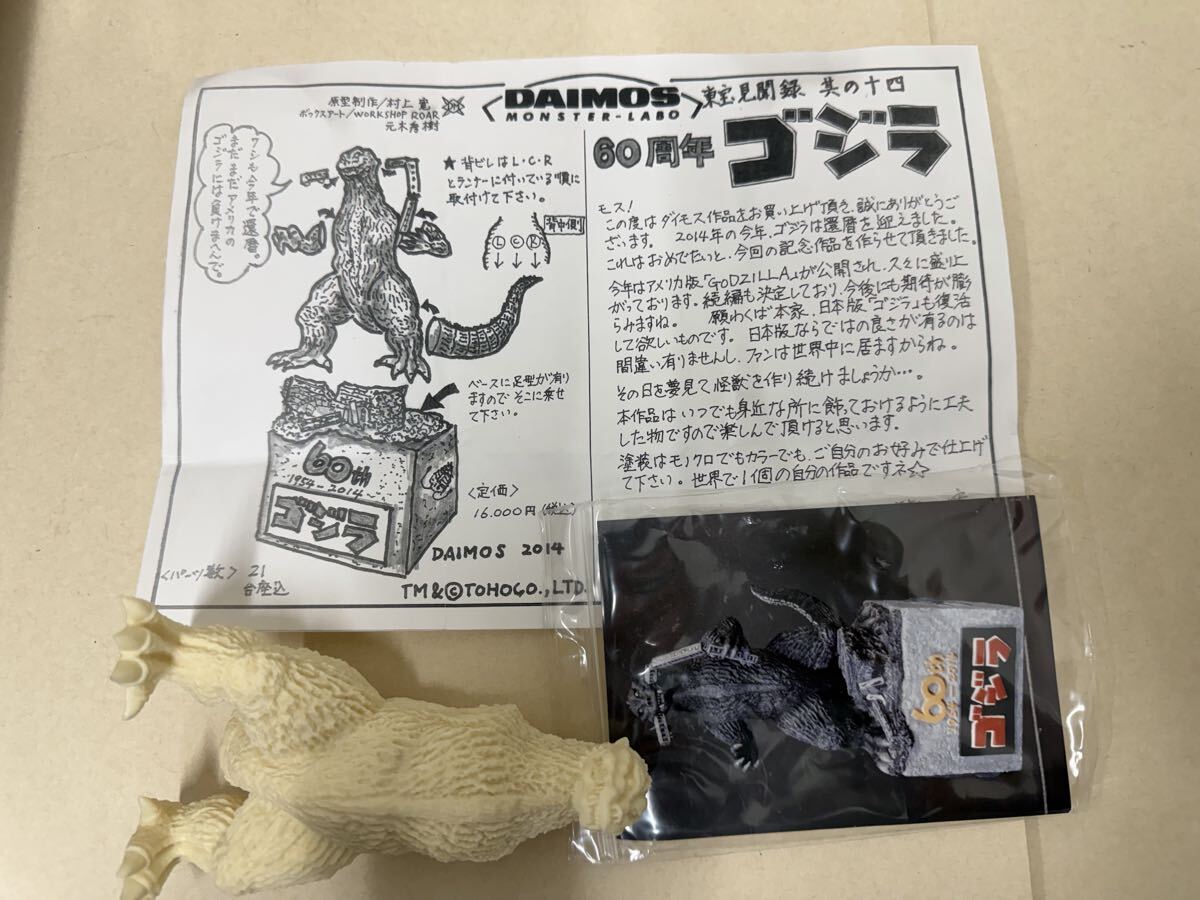 原型制作/村上 寛
ボックスアート/WORKSHOP ROAR
元木秀樹
DAIMOS
MONSTER-LABO
東宝見聞録 其の十四
60周年 ゴジラ
ワシも今年で還暦。
まだまだアメリカの
ゴジラには負けませんで。
★ 背ビレはL・C・R
とランナーに付いている順に
取付けて下さい。
背中側
L C R
ベースに足型が有り
ますので そこに乗せ
て下さい。
60th
～1954～2014～
ゴジラ
〈定価〉
16.000円(税込)
DAIMOS 2014
〈パーツ数〉 21
台座込
TM&©TOHOCO.,LTD.
モス!
この度はダイモス作品をお買い上げ頂き、誠にありがとうご
ざいます。 2014年の今年、ゴジラは還暦を迎えました。
これはおめでたいと、今回の記念作品を作らせて頂きました。
今年はアメリカ版「GODZILLA」が公開され、久々に盛り上
がっております。続編も決定しており、今後にも期待が膨
らみますね。 願わくば本家、日本版「ゴジラ」も復活
して欲しいものです。日本版ならではの良さが有るのは
間違い有りませんし、ファンは世界中に居ますからね。
その日を夢見て怪獣を作り続けましょうか…。
本作品はいつでも身近な所に飾っておけるように工夫
した物ですので楽しんで頂けると思います。
塗装はモノクロでもカラーでも、ご自分のお好みで仕上げ
て下さい。世界で1個の自分の作品ですネ☆
60th
1954～2014
ゴジラ